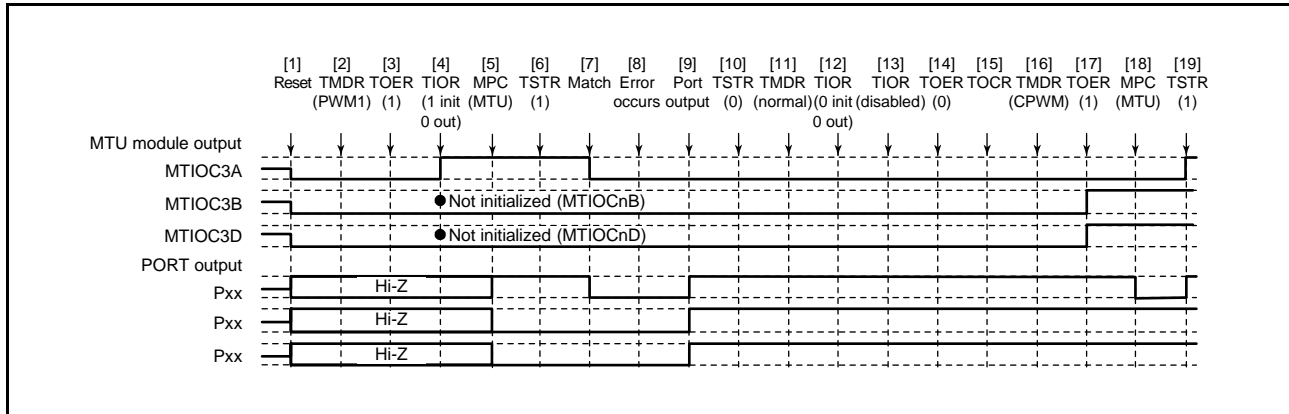 [1] [2] [3] [4] [5] [6] [7] [8] [9] [10] [11] [12] [13] [14] [15] [16] [17] [18] [19]
Reset TMDR TOER TIOR MPC TSTR Match Error Port TSTR TMDR TIOR TIOR TOER TOCR TMDR TOER MPC TSTR
(PWM1) (1) (1 init (MTU) (1) occurs output (0) (normal) (0 init (disabled) (0) (CPWM) (1) (MTU) (1)
0 out) 0 out)
MTU module output
MTIOC3A
MTIOC3B Not initialized (MTIOCnB)
MTIOC3D Not initialized (MTIOCnD)
PORT output
Pxx Hi-Z
Pxx Hi-Z
Pxx Hi-Z